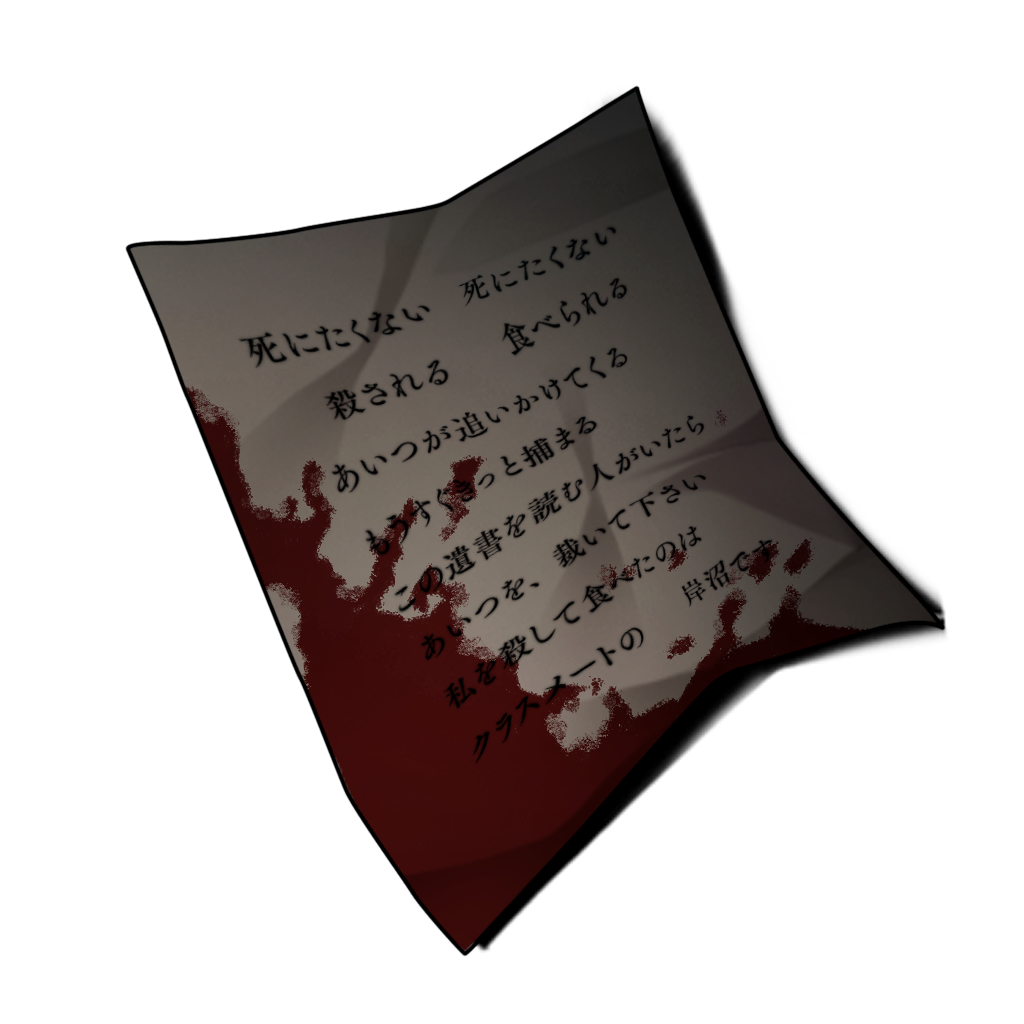 死にたくない　死にたくない
殺される　食べられる
あいつが追いかけてくる
もうすぐきっと捕まる
この遺書を読む人がいたら
あいつを、裁いて下さい
私を殺して食べたのは
クラスメートの　岸沼です